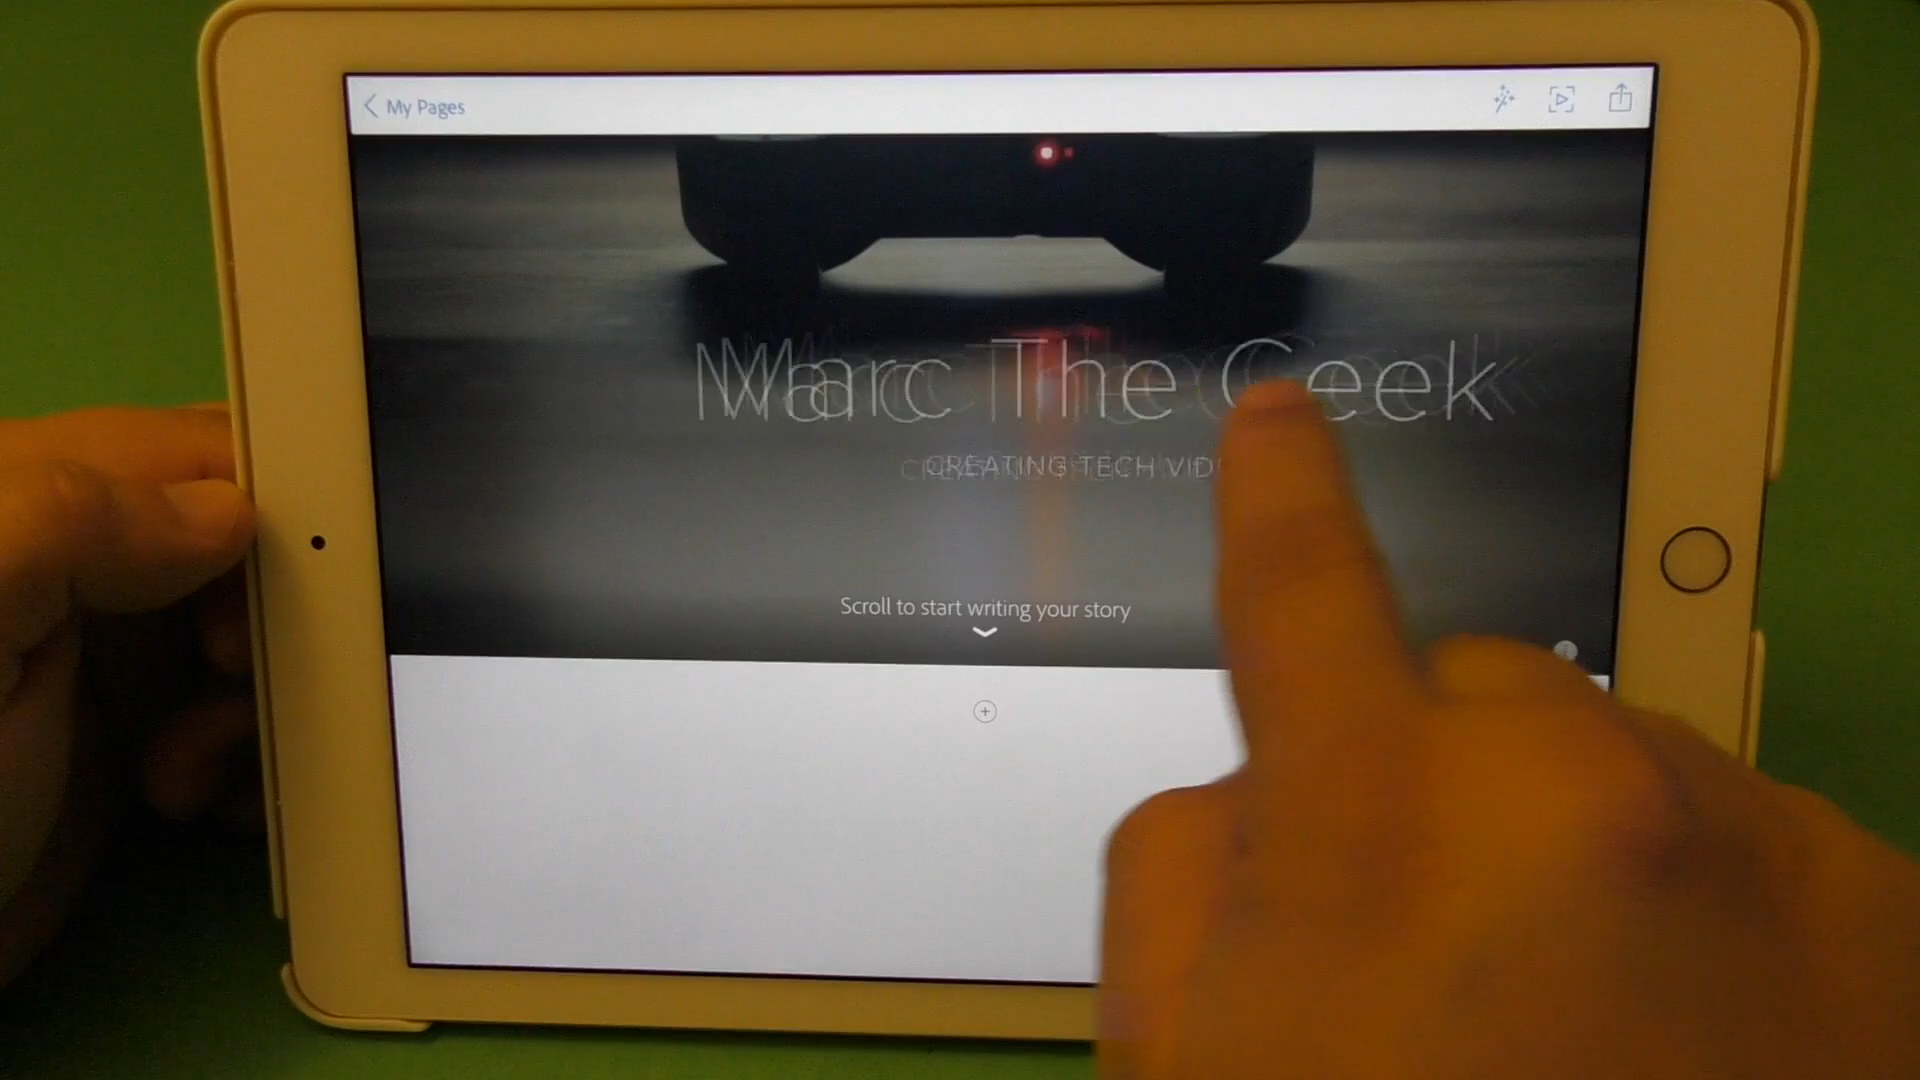 My Pages
Marc The Geek
CREATING TECH VID
Scroll to start writing your story